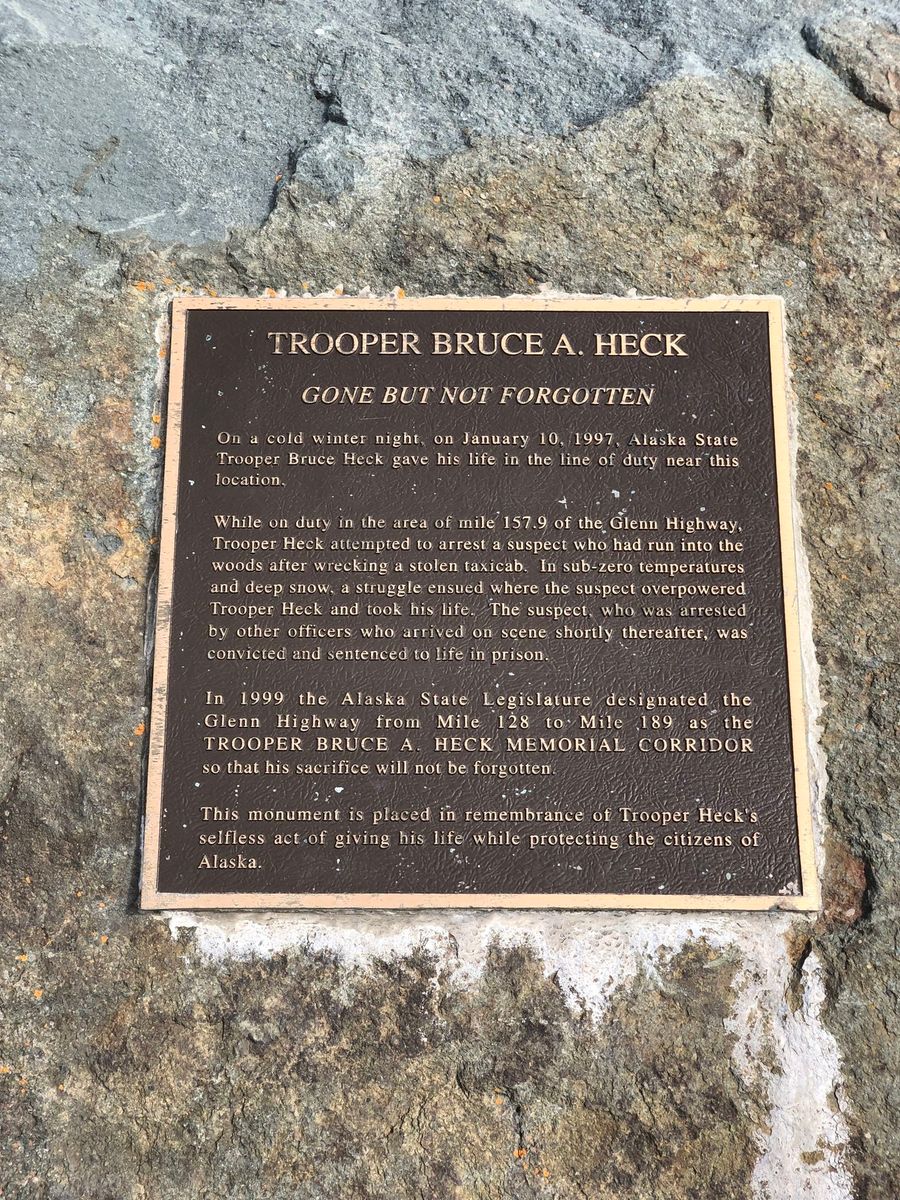 TROOPER BRUCE A. HECK
GONE BUT NOT FORGOTTEN
On a cold winter night, on January 10, 1997, Alaska State
Trooper Bruce Heck gave his life in the line of duty near this
location.
While on duty in the area of mile 157.9 of the Glenn Highway,
Trooper Heck attempted to arrest a suspect who had run into the
woods after wrecking a stolen taxicab. In sub-zero temperatures
and deep snow, a struggle ensued where the suspect overpowered
Trooper Heck and took his life. The suspect, who was arrested
by other officers who arrived on scene shortly thereafter, was
convicted and sentenced to life in prison.
In 1999 the Alaska State Legislature designated the
Glenn Highway from Mile 128 to Mile 189 as the
TROOPER BRUCE A. HECK MEMORIAL CORRIDOR
so that his sacrifice will not be forgotten.
This monument is placed in remembrance of Trooper Heck's
selfless act of giving his life while protecting the citizens of
Alaska.